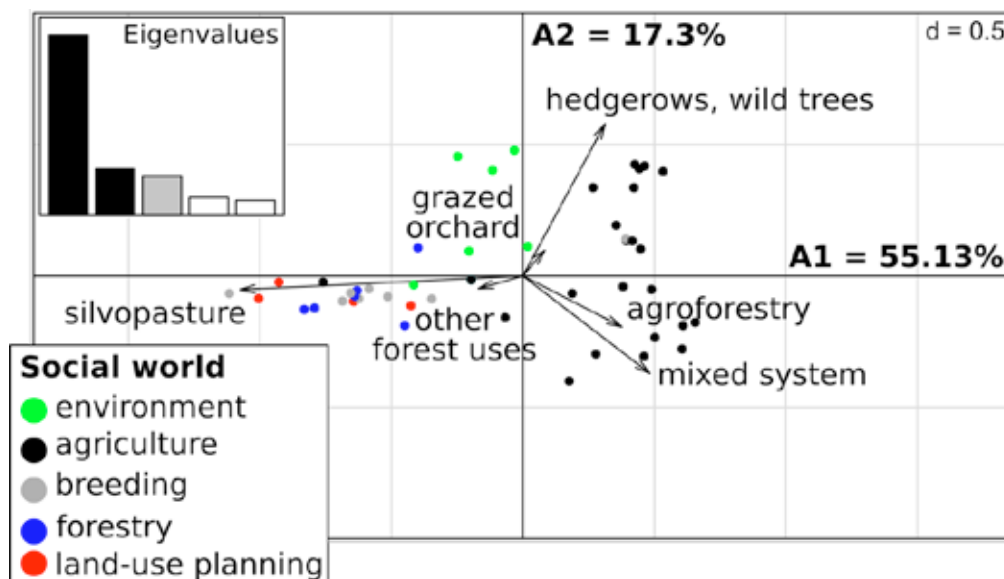 Eigenvalues
A2 = 17.3%
d = 0.5
hedgerows, wild trees
grazed
orchard
A1 = 55.13%
silvopasture
other
forest uses
agroforestry
mixed system
Social world
environment
agriculture
breeding
forestry
land-use planning